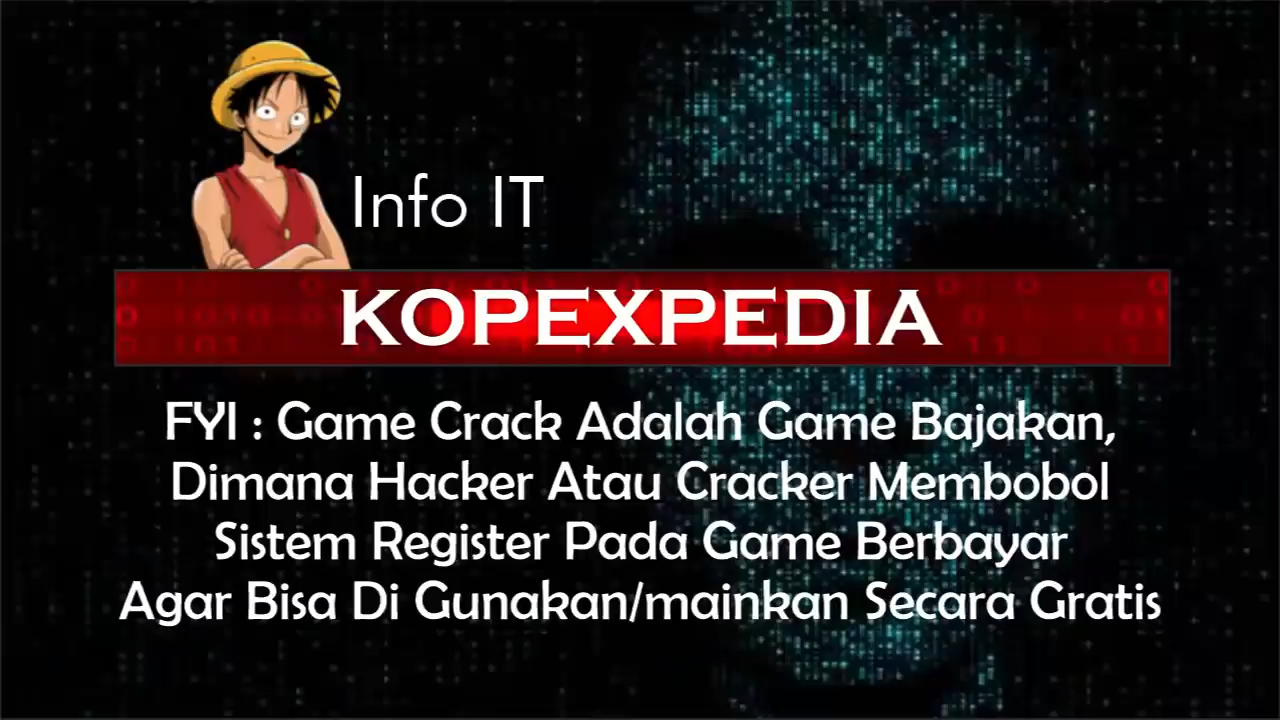 Info IT
KOPEXPEDIA
FYI : Game Crack Adalah Game Bajakan,
Dimana Hacker Atau Cracker Membobol
Sistem Register Pada Game Berbayar
Agar Bisa Di Gunakan/mainkan Secara Gratis